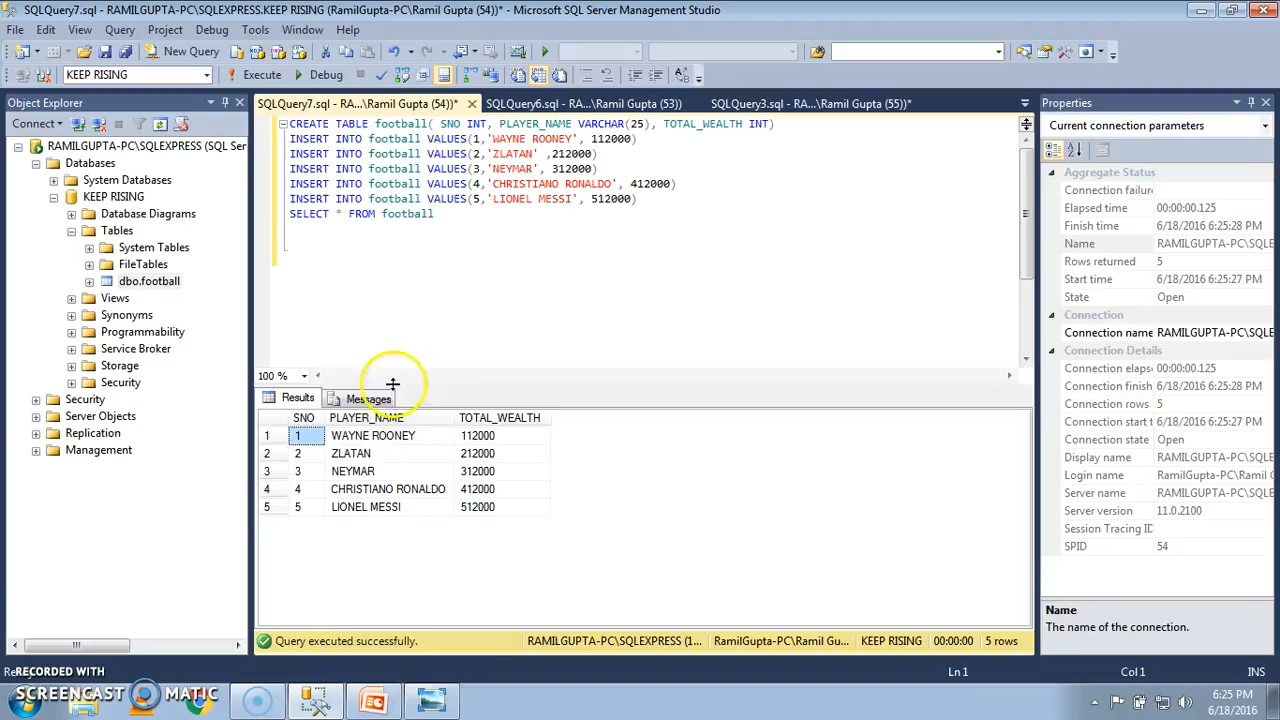 SQLQuery7.sql - RAMILGUPTA-PC\SQLEXPRESS.KEEP RISING (RamilGupta-PC\Ramil Gupta (54))* - Microsoft SQL Server Management Studio
File Edit View Query Project Debug Tools Window Help
New Query
KEEP RISING Execute Debug
Object Explorer
Connect
RAMILGUPTA-PC\SQLEXPRESS (SQL Ser
Databases
System Databases
KEEP RISING
Database Diagrams
Tables
System Tables
FileTables
dbo.football
Views
Synonyms
Programmability
Service Broker
Storage
Security
Security
Server Objects
Replication
Management
SQLQuery7.sql - RA...\Ramil Gupta (54))* SQLQuery6.sql - RA...\Ramil Gupta (53)) SQLQuery3.sql - RA...\Ramil Gupta (55))*
CREATE TABLE football( SNO INT, PLAYER_NAME VARCHAR(25), TOTAL_WEALTH INT)
INSERT INTO football VALUES(1,'WAYNE ROONEY', 112000)
INSERT INTO football VALUES(2,'ZLATAN' ,212000)
INSERT INTO football VALUES(3,'NEYMAR', 312000)
INSERT INTO football VALUES(4,'CHRISTIANO RONALDO', 412000)
INSERT INTO football VALUES(5,'LIONEL MESSI', 512000)
SELECT * FROM football
100 %
Results Messages
SNO PLAYER_NAME TOTAL_WEALTH
1 1 WAYNE ROONEY 112000
2 2 ZLATAN 212000
3 3 NEYMAR 312000
4 4 CHRISTIANO RONALDO 412000
5 5 LIONEL MESSI 512000
Query executed successfully. RAMILGUPTA-PC\SQLEXPRESS (1... RamilGupta-PC\Ramil Gu... KEEP RISING 00:00:00 5 rows
Properties
Current connection parameters
Aggregate Status
Connection failure
Elapsed time 00:00:00.125
Finish time 6/18/2016 6:25:28 PM
Name RAMILGUPTA-PC\SQLE
Rows returned 5
Start time 6/18/2016 6:25:27 PM
State Open
Connection
Connection name RAMILGUPTA-PC\SQLE
Connection Details
Connection elaps 00:00:00.125
Connection finish 6/18/2016 6:25:28 PM
Connection rows 5
Connection start t 6/18/2016 6:25:27 PM
Connection state Open
Display name RAMILGUPTA-PC\SQLE
Login name RamilGupta-PC\Ramil G
Server name RAMILGUPTA-PC\SQLE
Server version 11.0.2100
Session Tracing ID
SPID 54
Name
The name of the connection.
Ln 1 Col 1 INS
RECORDED WITH
SCREENCAST MATIC
6:25 PM
6/18/2016